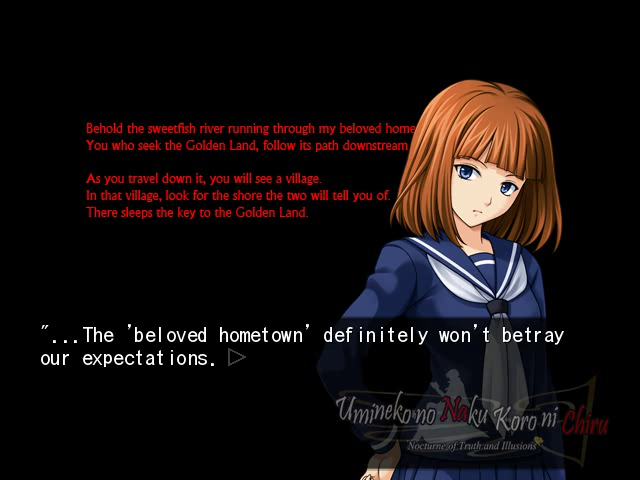 Behold the sweetfish river running through my beloved home
You who seek the Golden Land, follow its path downstream
As you travel down it, you will see a village.
In that village, look for the shore the two will tell you of.
There sleeps the key to the Golden Land.
"...The 'beloved hometown' definitely won't betray
our expectations.
Umineko no Naku Koro ni Chiru
Nocturne of Truth and Illusions